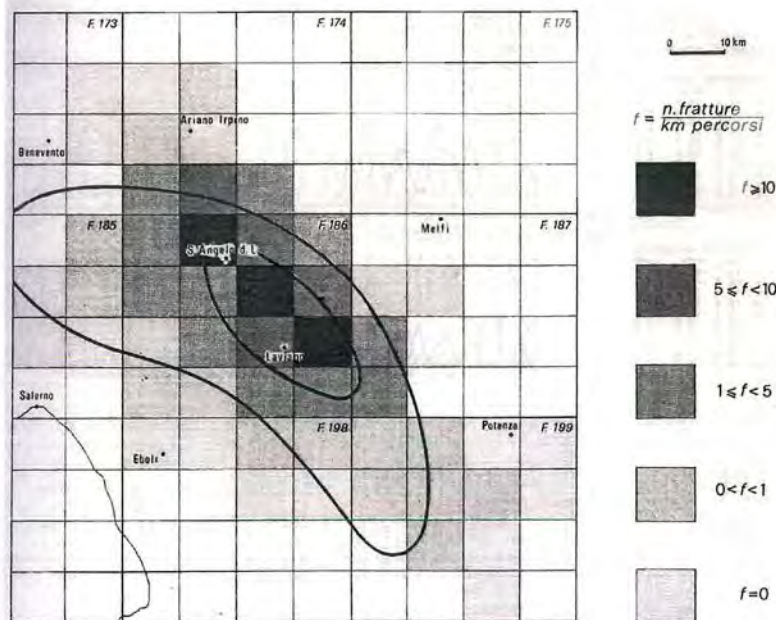 F. 173
F. 174
F. 175
0 10 km
Ariano Irpino
Benevento
f = n. fratture / km percorsi
f ⩾ 10
F. 185
F. 186
F. 187
Melfi
S. Angelo d. L.
5 ⩽ f < 10
Laviano
1 ⩽ f < 5
Salerno
F. 198
Potenza
F. 199
Eboli
0 < f < 1
f = 0